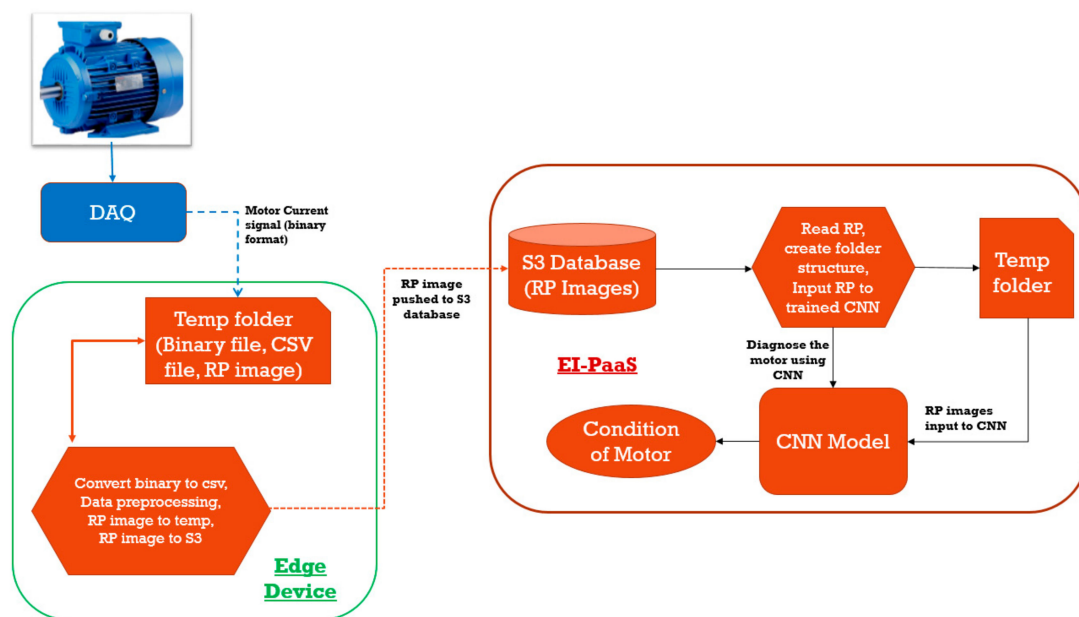 DAQ
Motor Current
signal (binary
format)
Temp folder
(Binary file, CSV
file, RP image)
Convert binary to csv,
Data preprocessing,
RP image to temp,
RP image to S3
Edge
Device
RP image
pushed to S3
database
S3 Database
(RP Images)
Read RP,
create folder
structure,
Input RP to
trained CNN
Temp
folder
EI-PaaS
Diagnose the
motor using
CNN
RP images
input to CNN
CNN Model
Condition
of Motor